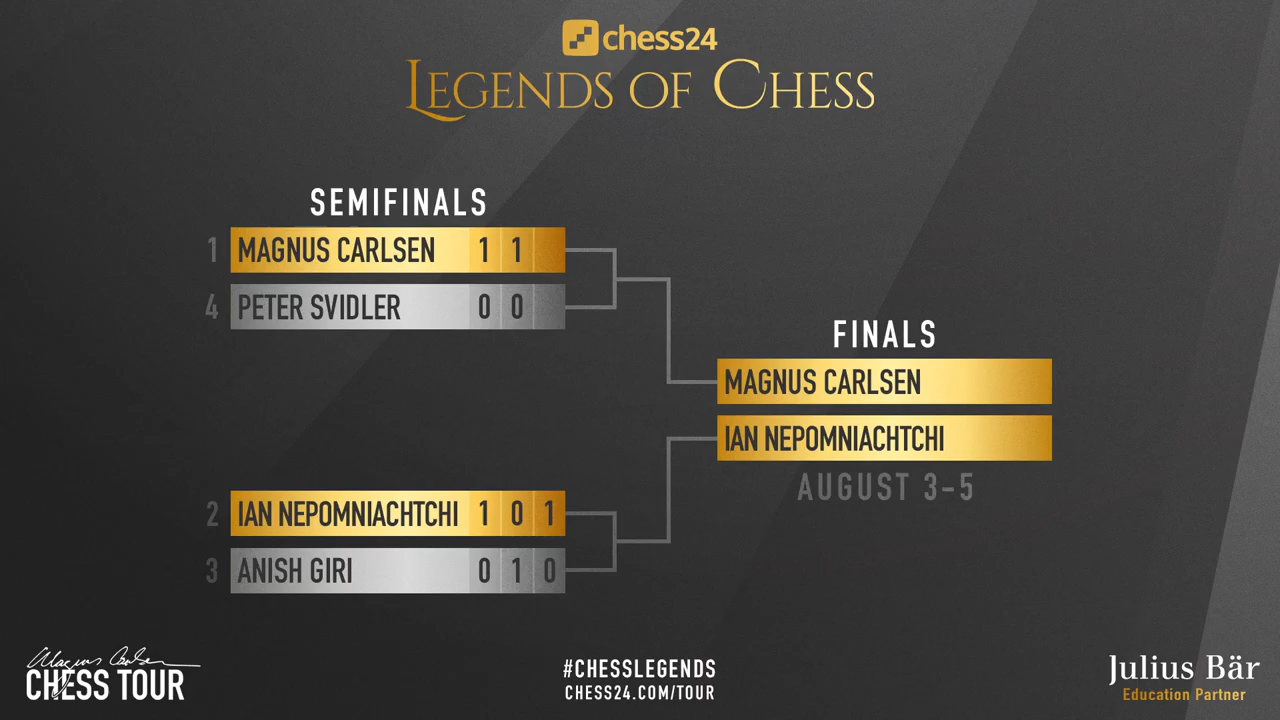 chess24
LEGENDS OF CHESS
SEMIFINALS
1 MAGNUS CARLSEN 1 1
4 PETER SVIDLER 0 0
FINALS
MAGNUS CARLSEN
IAN NEPOMNIACHTCHI
AUGUST 3-5
2 IAN NEPOMNIACHTCHI 1 0 1
3 ANISH GIRI 0 1 0
Magnus Carlsen
CHESS TOUR
#CHESSLEGENDS
CHESS24.COM/TOUR
Julius Bär
Education Partner